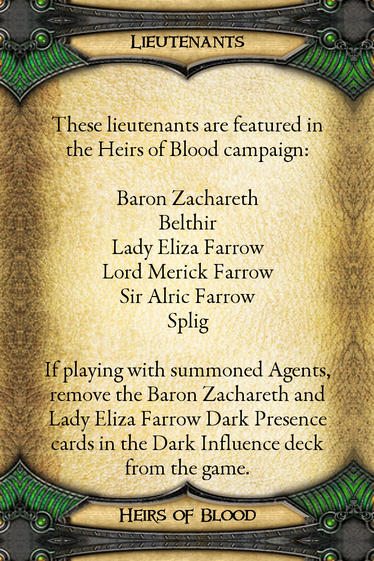 Lieutenants
These lieutenants are featured in
the Heirs of Blood campaign:
Baron Zachareth
Belthir
Lady Eliza Farrow
Lord Merick Farrow
Sir Alric Farrow
Splig
If playing with summoned Agents,
remove the Baron Zachareth and
Lady Eliza Farrow Dark Presence
cards in the Dark Influence deck
from the game.
Heirs of Blood